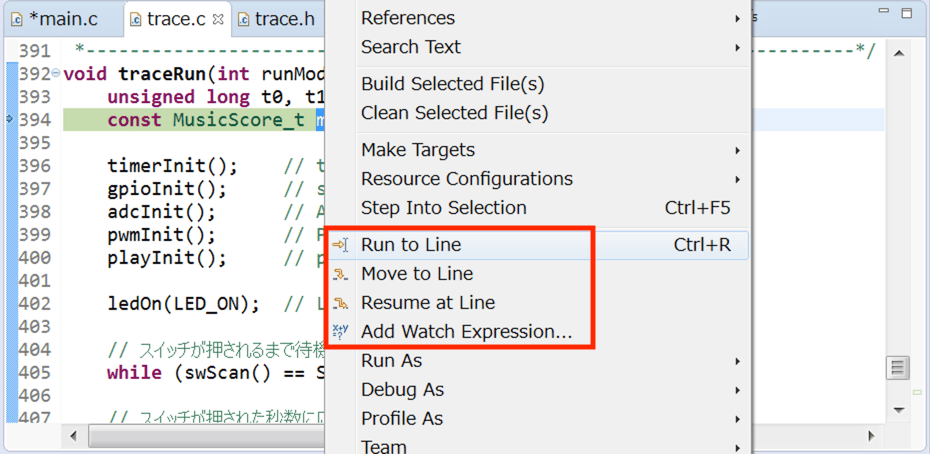 *main.c trace.c trace.h
391 *- - - - - - - - - - - - - - - - - - - - -*/
392 void traceRun(int runMod
393 unsigned long t0, t1
394 const MusicScore_t
395
396 timerInit(); // t
397 gpioInit(); // s
398 adcInit(); // A
399 pwmInit(); // P
400 playInit(); // p
401
402 ledOn(LED_ON); // L
403
404 // スイッチが押されるまで待機
405 while (swScan() == S
406
407 // スイッチが押された秒数に
References
Search Text
Build Selected File(s)
Clean Selected File(s)
Make Targets
Resource Configurations
Step Into Selection Ctrl+F5
Run to Line Ctrl+R
Move to Line
Resume at Line
Add Watch Expression...
Run As
Debug As
Profile As
Team